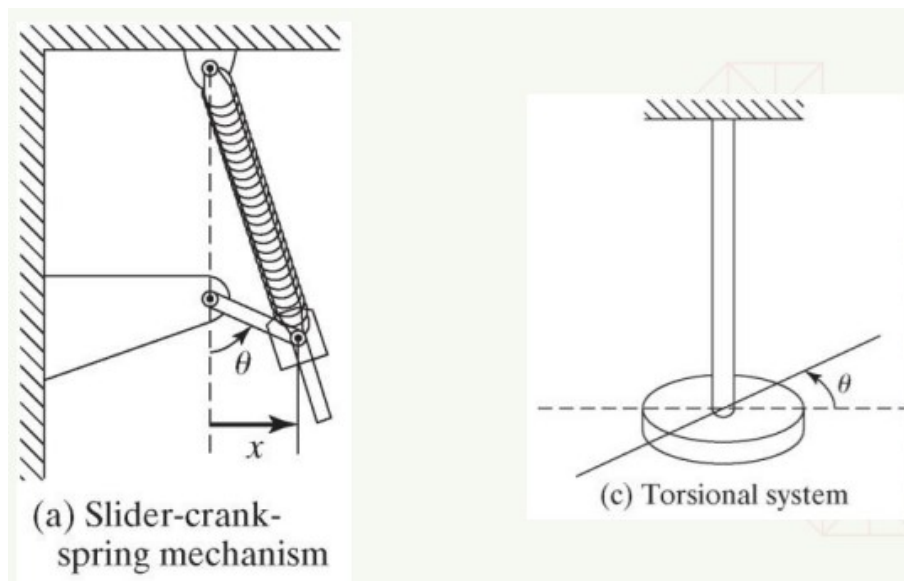 θ
x
(a) Slider-crank-
spring mechanism
θ
(c) Torsional system